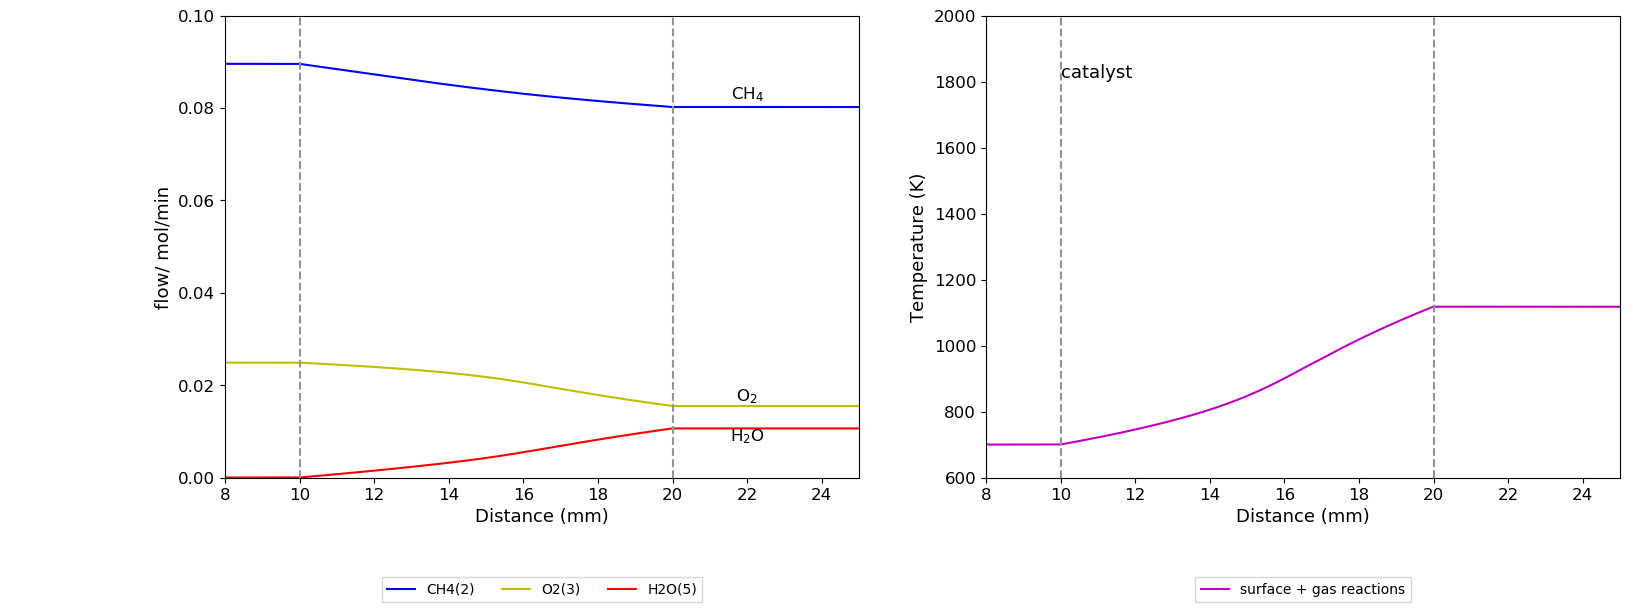 0.10
0.08
0.06
0.04
0.02
0.00
flow/ mol/min
CH₄
O₂
H₂O
8 10 12 14 16 18 20 22 24
Distance (mm)
CH4(2) O2(3) H2O(5)
2000
1800
1600
1400
1200
1000
800
600
Temperature (K)
catalyst
8 10 12 14 16 18 20 22 24
Distance (mm)
surface + gas reactions